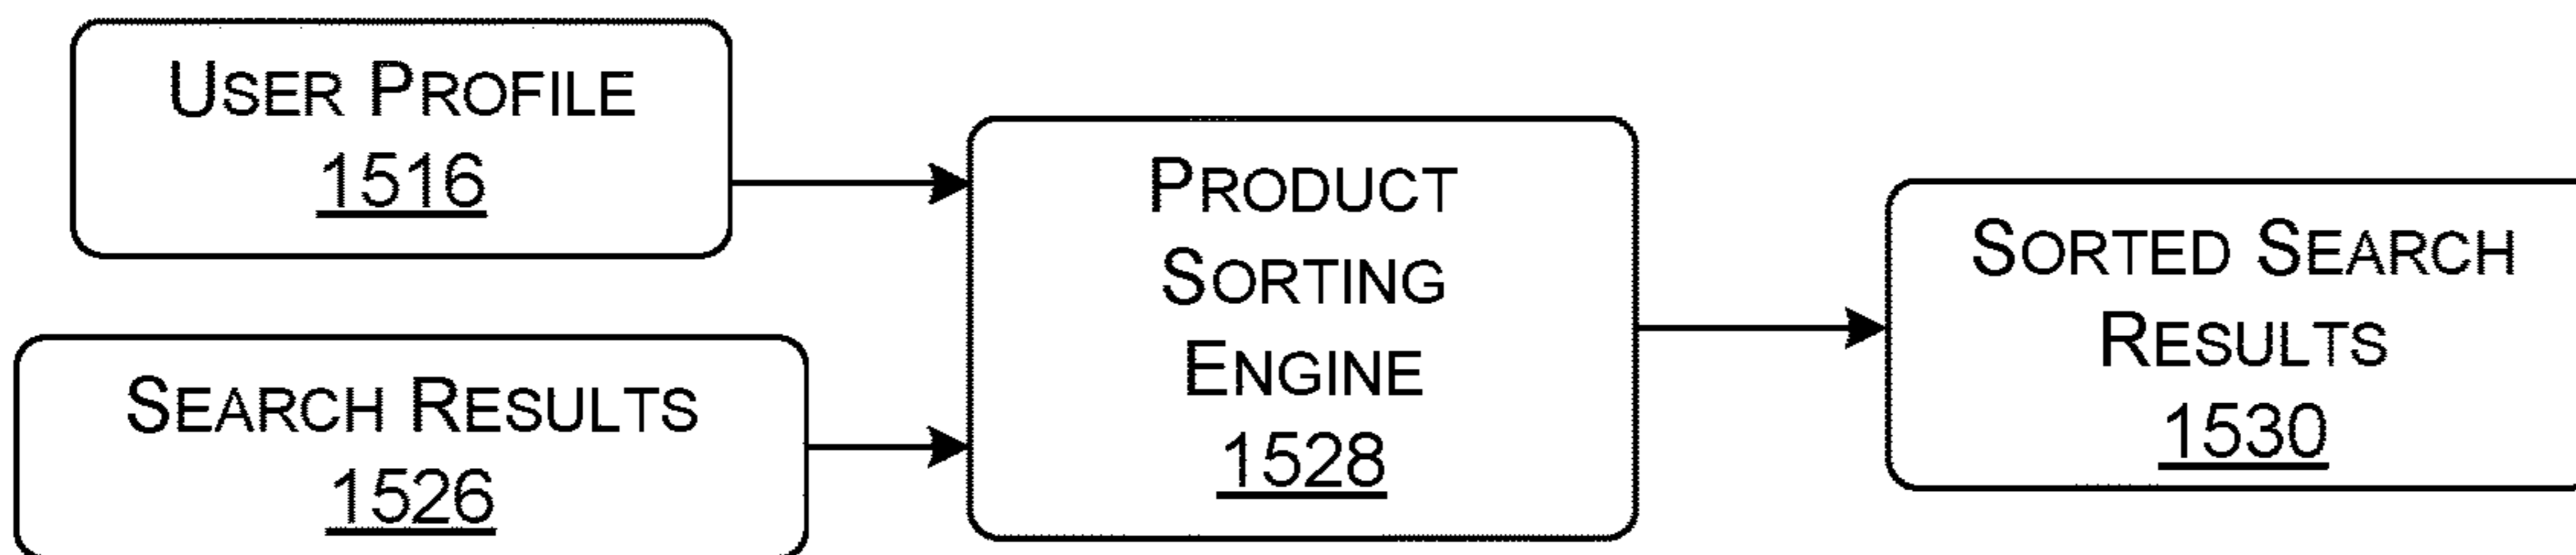 USER PROFILE
1516
SEARCH RESULTS
1526
PRODUCT
SORTING
ENGINE
1528
SORTED SEARCH
RESULTS
1530